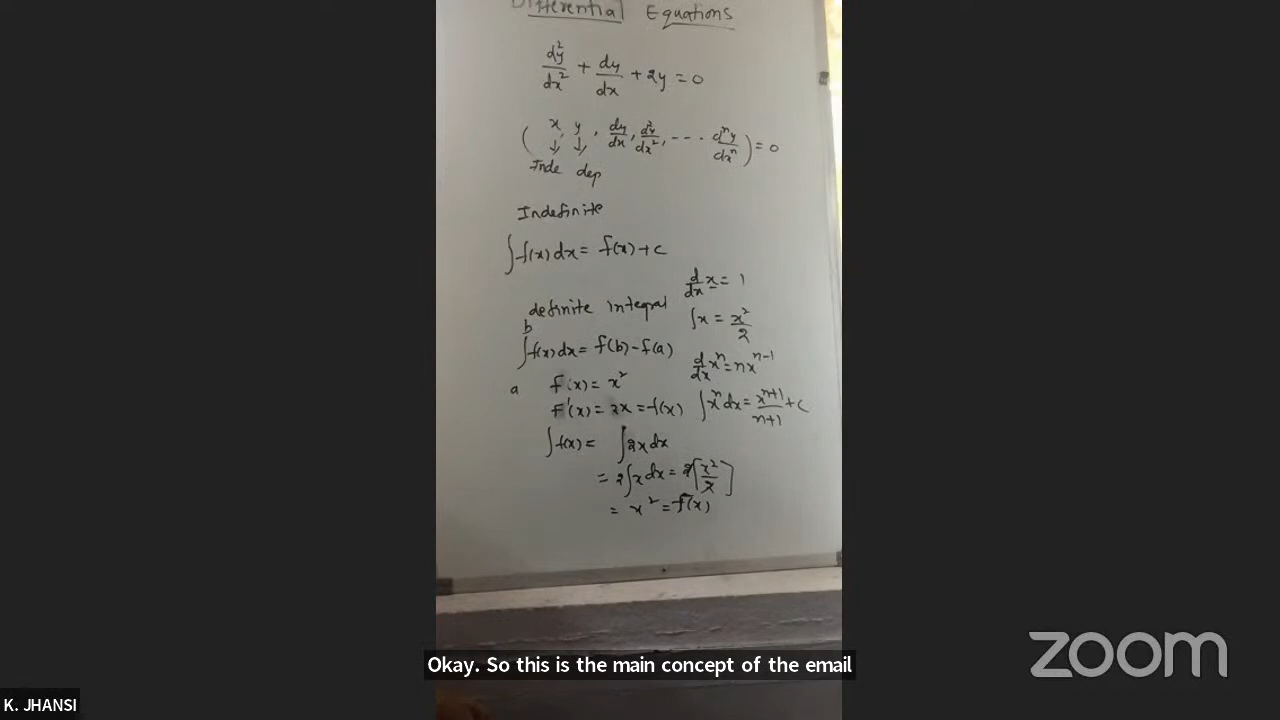 Differential Equations
d²y/dx² + dy/dx + 2y = 0
( x, y, dy/dx, d²y/dx², --- . dⁿy/dxⁿ ) = 0
↓ ↓
Inde dep
Indefinite
∫f(x)dx = F(x)+c
definite integral
b
∫f(x)dx = F(b)-F(a)
a
F(x) = x²
F'(x) = 2x = f(x)
∫f(x) = ∫2x dx
= 2∫x dx = 2[x²/2]
= x² = F(x)
d/dx x = 1
∫x = x²/2
d/dx xⁿ = nxⁿ⁻¹
∫xⁿ dx = xⁿ⁺¹/n+1 + c
Okay. So this is the main concept of the email
zoom
K. JHANSI